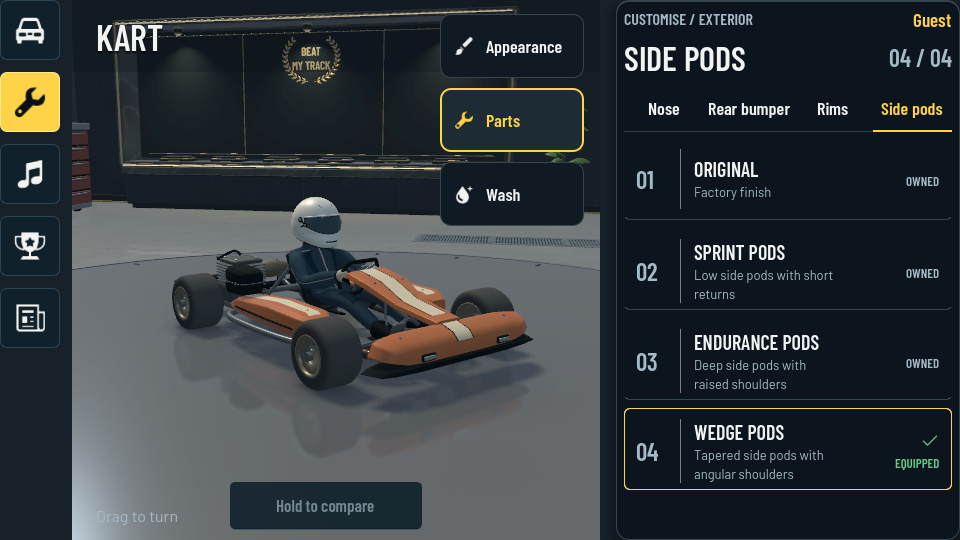 KART
BEAT
MY TRACK
Appearance
Parts
Wash
Drag to turn
Hold to compare
CUSTOMISE / EXTERIOR
Guest
SIDE PODS
04 / 04
Nose
Rear bumper
Rims
Side pods
01
ORIGINAL
Factory finish
OWNED
02
SPRINT PODS
Low side pods with short
returns
OWNED
03
ENDURANCE PODS
Deep side pods with
raised shoulders
OWNED
04
WEDGE PODS
Tapered side pods with
angular shoulders
EQUIPPED